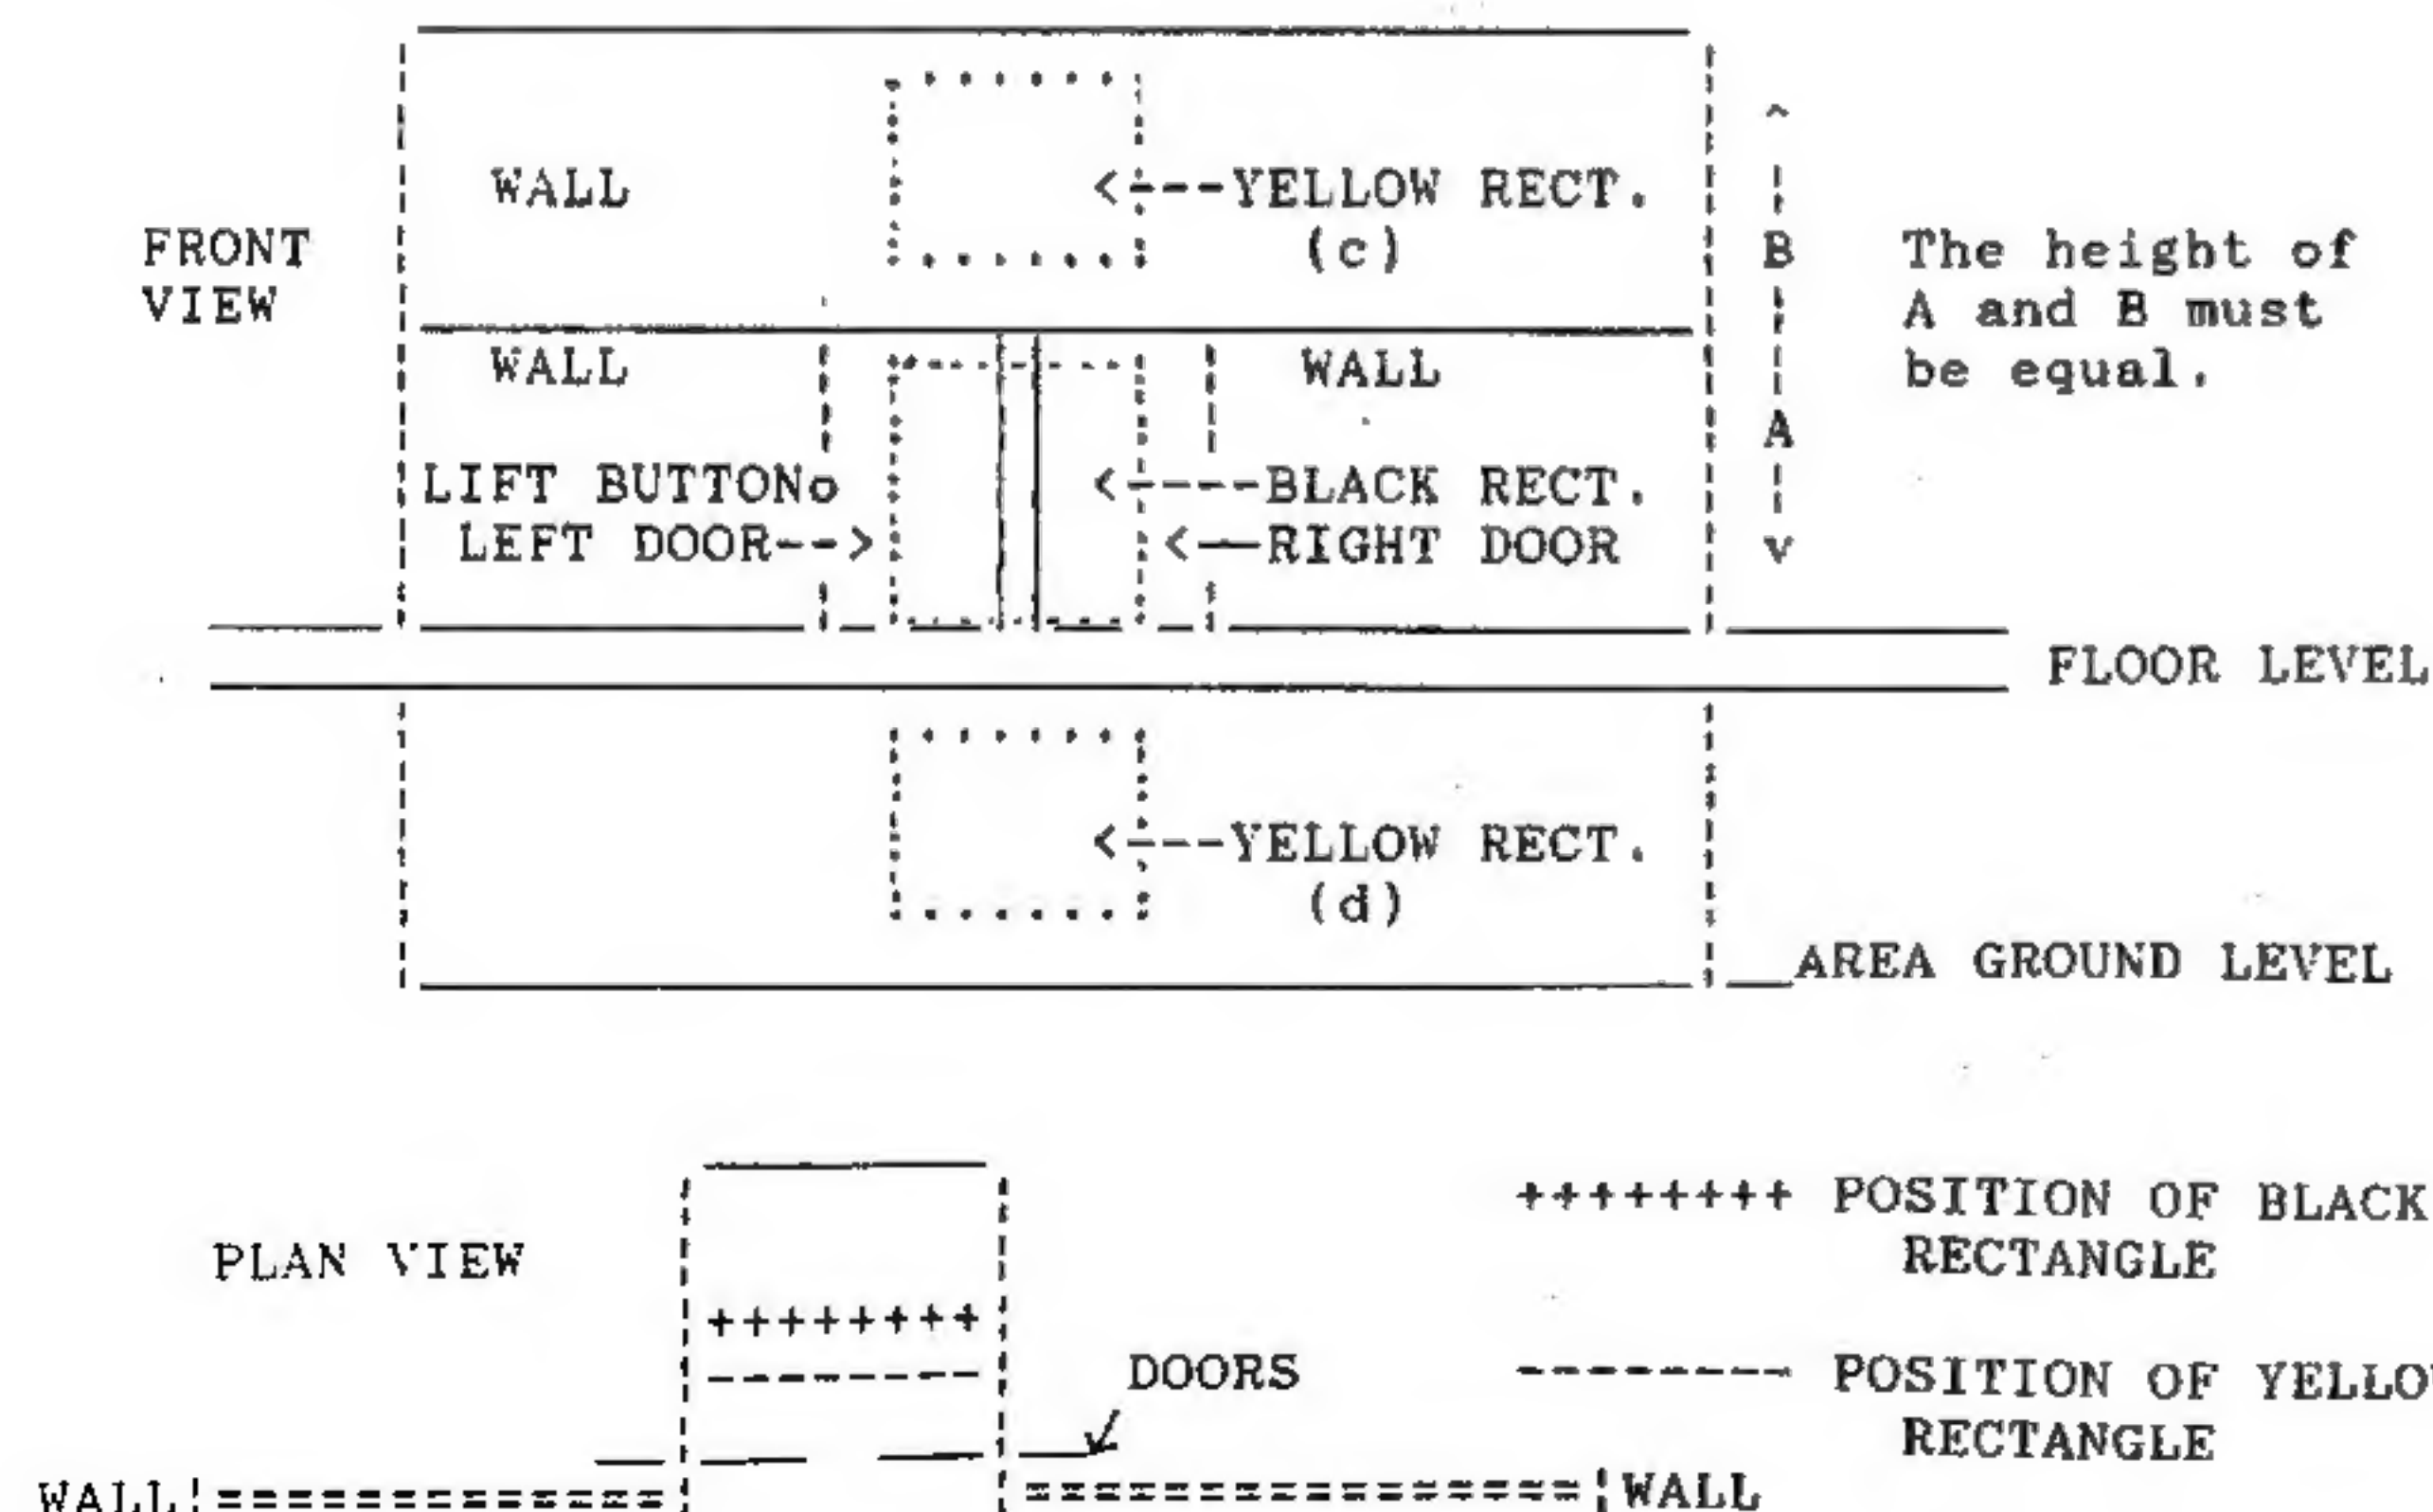 WALL
<---YELLOW RECT.
(c)
FRONT
VIEW
B
The height of
A and B must
be equal.
WALL
WALL
A
LIFT BUTTONo
<----BLACK RECT.
LEFT DOOR-->
<--RIGHT DOOR
v
FLOOR LEVEL
<---YELLOW RECT.
(d)
AREA GROUND LEVEL
PLAN VIEW
++++++++ POSITION OF BLACK
RECTANGLE
++++++++
DOORS
-------- POSITION OF YELLO
RECTANGLE
WALL
WALL